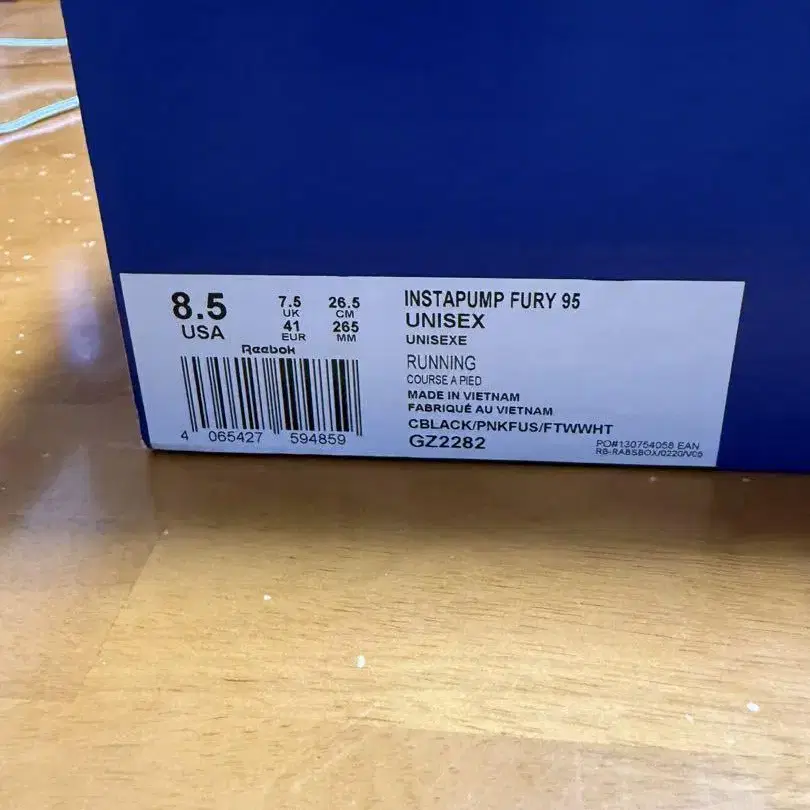 8.5
USA
7.5
UK
41
EUR
26.5
CM
265
MM
Reebok
4 065427 594859
INSTAPUMP FURY 95
UNISEX
UNISEXE
RUNNING
COURSE A PIED
MADE IN VIETNAM
FABRIQUÉ AU VIETNAM
CBLACK/PNKFUS/FTWWHT
GZ2282
PO#130754058 EAN
RB-RABSBOX/0220/V05